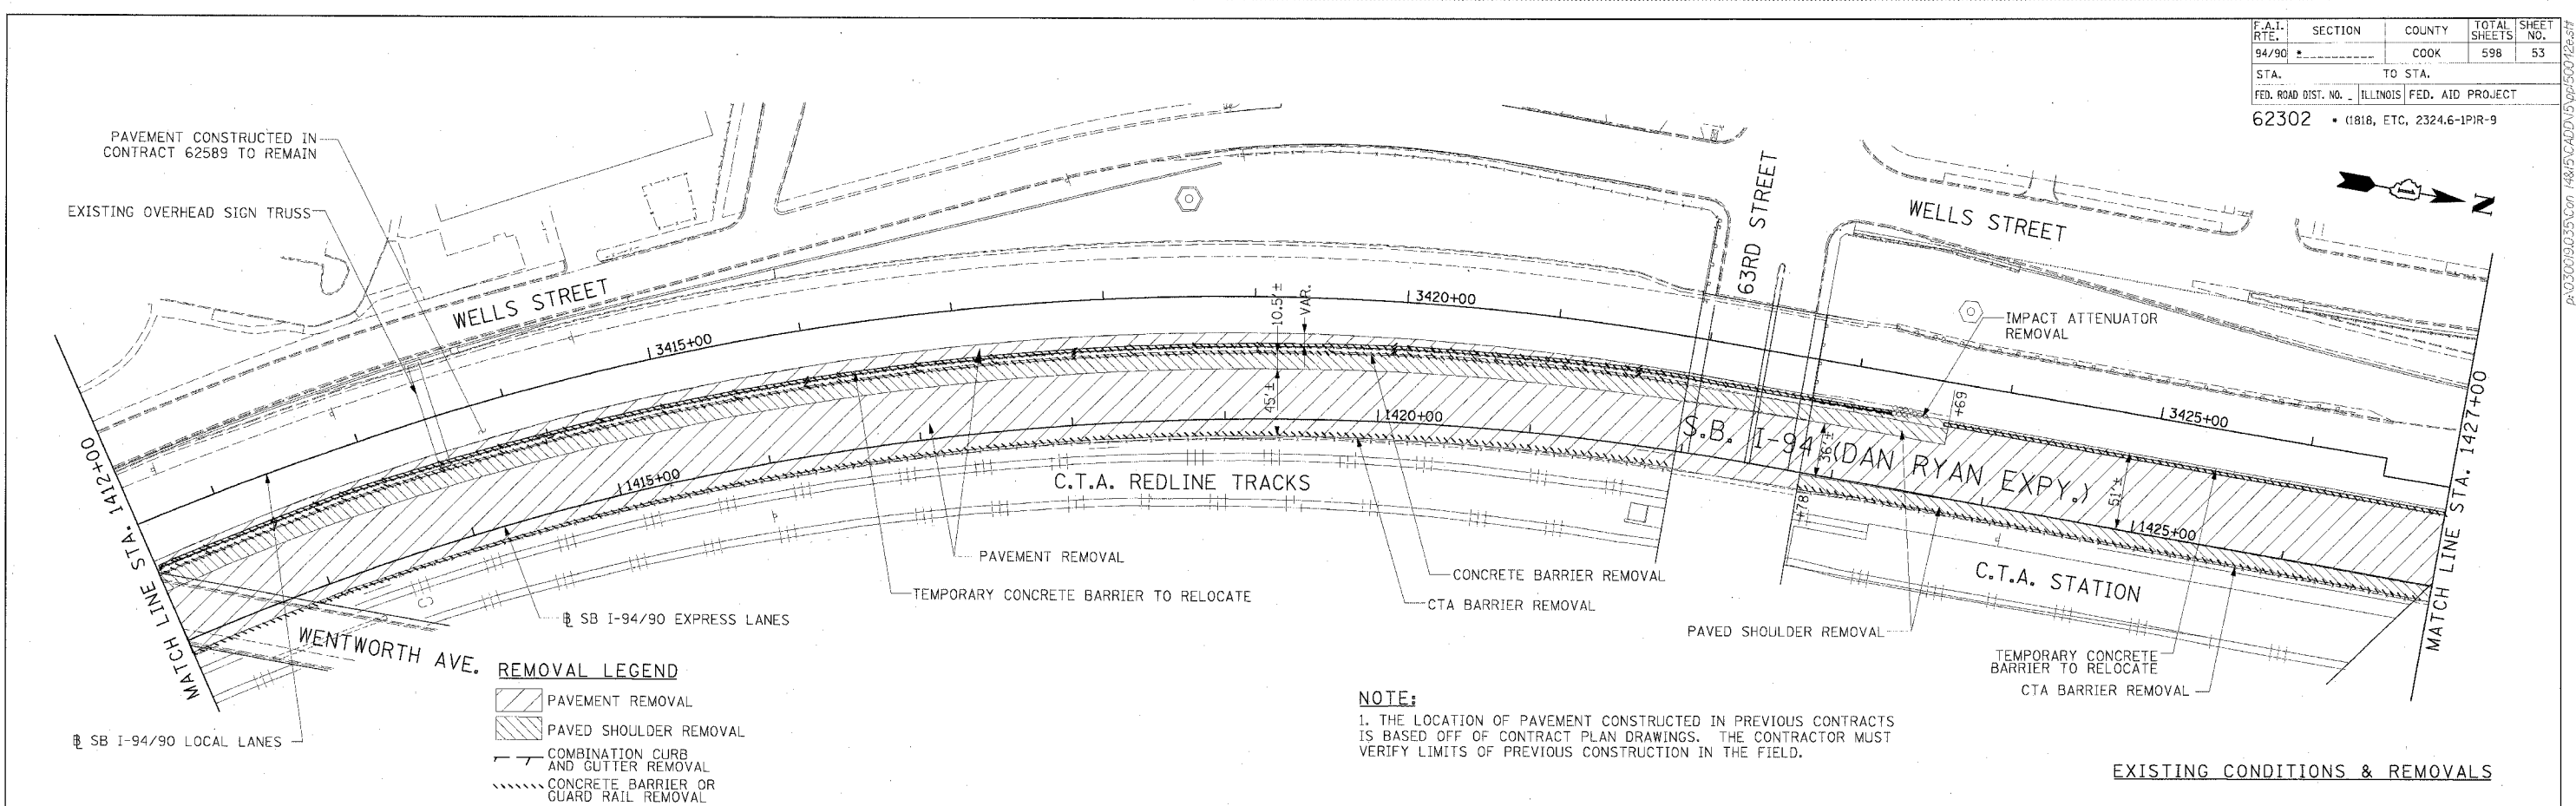 F.A.I. RTE. SECTION COUNTY TOTAL SHEETS SHEET NO.
94/90 * COOK 598 53
STA. TO STA.
FED. ROAD DIST. NO. _ ILLINOIS FED. AID PROJECT
62302 * (1818, ETC, 2324.6-1P)R-9
PAVEMENT CONSTRUCTED IN
CONTRACT 62589 TO REMAIN
EXISTING OVERHEAD SIGN TRUSS
WELLS STREET
63RD STREET
WELLS STREET
N
IMPACT ATTENUATOR
REMOVAL
3415+00
3420+00
3425+00
10.5'±
VAR.
45'±
+69
36'±
51'±
+78
1415+00
1420+00
1425+00
S.B. I-94 (DAN RYAN EXPY.)
C.T.A. REDLINE TRACKS
C.T.A. STATION
MATCH LINE STA. 1412+00
MATCH LINE STA. 1427+00
PAVEMENT REMOVAL
TEMPORARY CONCRETE BARRIER TO RELOCATE
CONCRETE BARRIER REMOVAL
CTA BARRIER REMOVAL
℄ SB I-94/90 EXPRESS LANES
PAVED SHOULDER REMOVAL
TEMPORARY CONCRETE
BARRIER TO RELOCATE
CTA BARRIER REMOVAL
WENTWORTH AVE.
℄ SB I-94/90 LOCAL LANES
REMOVAL LEGEND
PAVEMENT REMOVAL
PAVED SHOULDER REMOVAL
COMBINATION CURB
AND GUTTER REMOVAL
CONCRETE BARRIER OR
GUARD RAIL REMOVAL
NOTE:
1. THE LOCATION OF PAVEMENT CONSTRUCTED IN PREVIOUS CONTRACTS
IS BASED OFF OF CONTRACT PLAN DRAWINGS. THE CONTRACTOR MUST
VERIFY LIMITS OF PREVIOUS CONSTRUCTION IN THE FIELD.
EXISTING CONDITIONS & REMOVALS